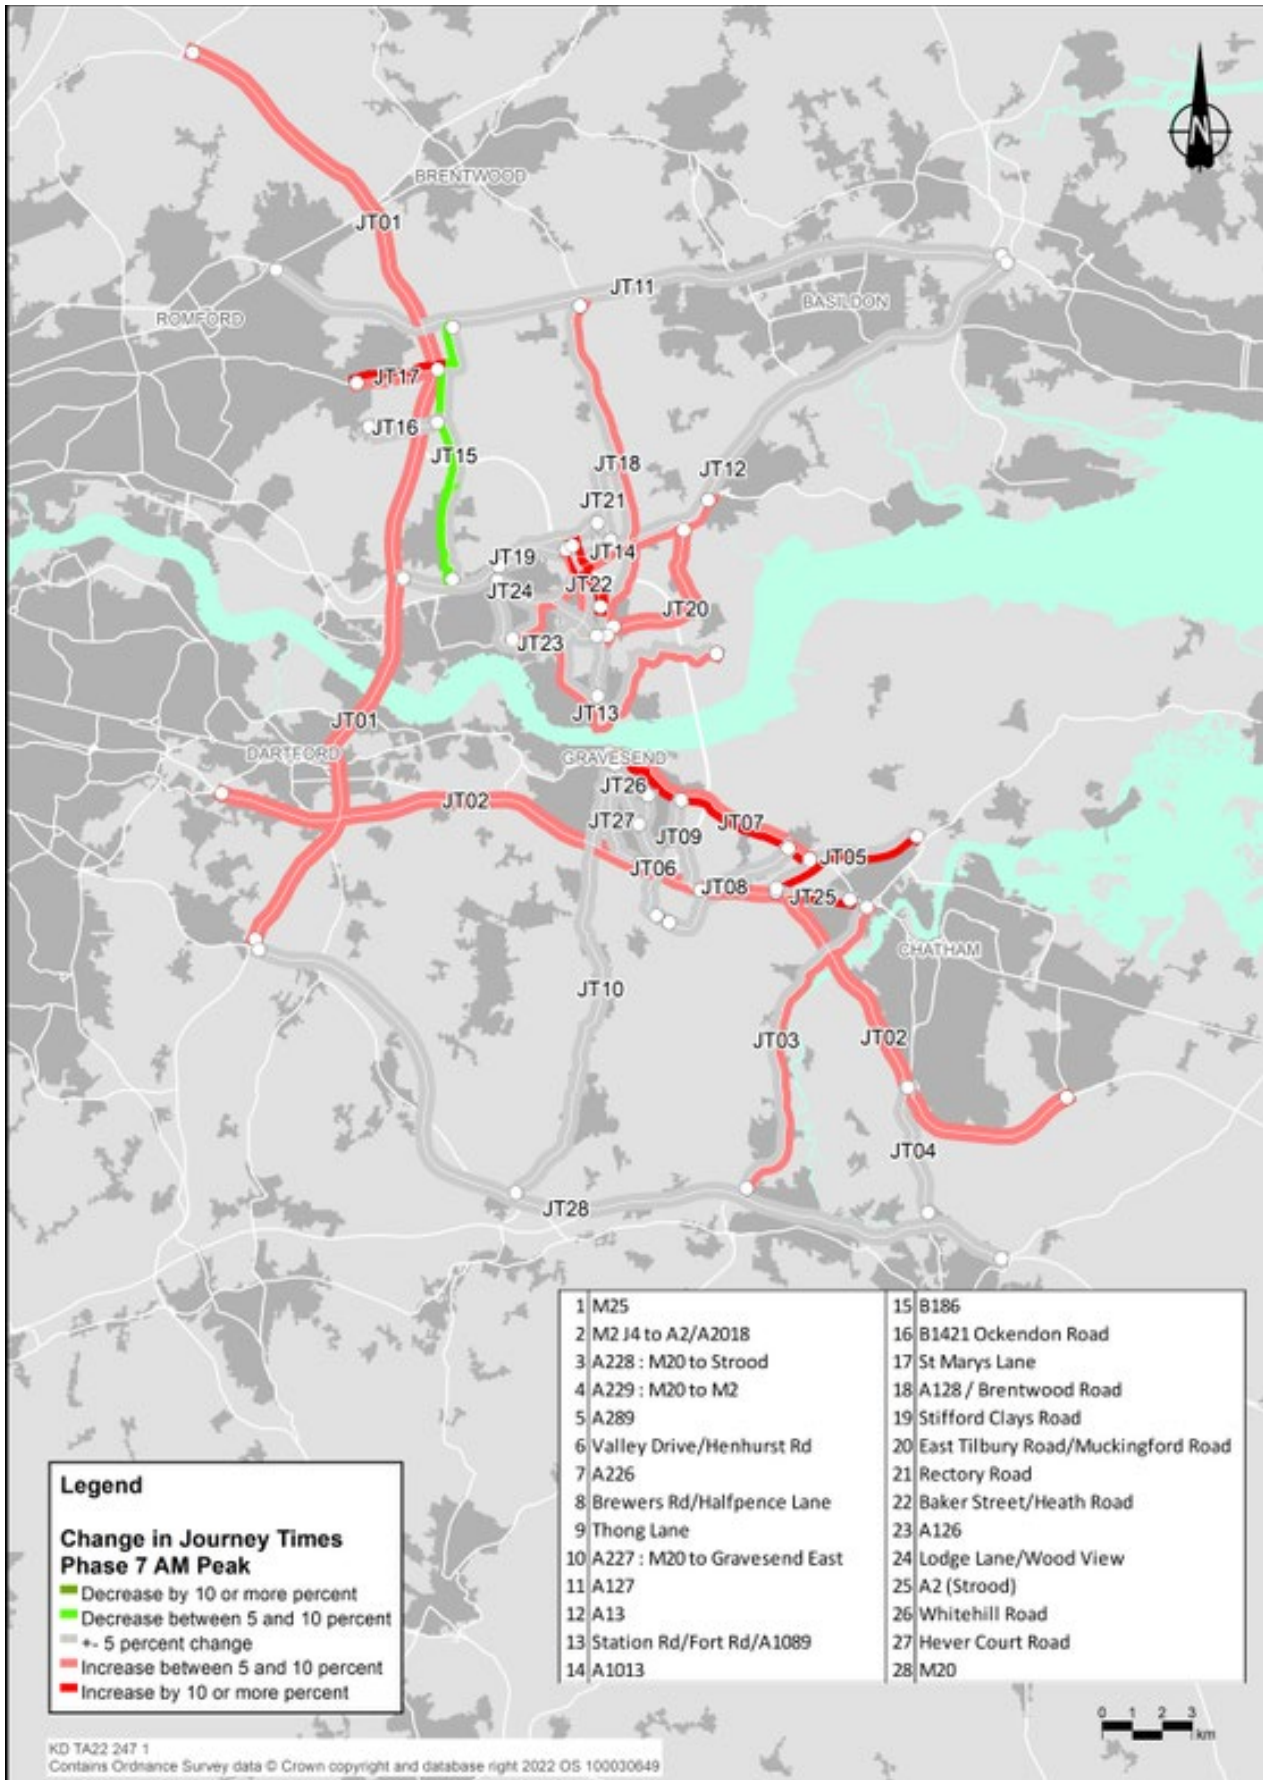 N
BRENTWOOD
JT01
JT11
BASILDON
ROMFORD
JT17
JT16
JT15
JT18
JT12
JT21
JT19
JT14
JT24
JT22
JT20
JT23
JT13
JT01
DARTFORD
GRAVESEND
JT26
JT02
JT07
JT27
JT09
JT06
JT05
JT08
JT25
CHATHAM
JT10
JT03
JT02
JT04
JT28
1 M25
2 M2 J4 to A2/A2018
3 A228 : M20 to Strood
4 A229 : M20 to M2
5 A289
6 Valley Drive/Henhurst Rd
7 A226
8 Brewers Rd/Halfpence Lane
9 Thong Lane
10 A227 : M20 to Gravesend East
11 A127
12 A13
13 Station Rd/Fort Rd/A1089
14 A1013
15 B186
16 B1421 Ockendon Road
17 St Marys Lane
18 A128 / Brentwood Road
19 Stifford Clays Road
20 East Tilbury Road/Muckingford Road
21 Rectory Road
22 Baker Street/Heath Road
23 A126
24 Lodge Lane/Wood View
25 A2 (Strood)
26 Whitehill Road
27 Hever Court Road
28 M20
Legend
Change in Journey Times
Phase 7 AM Peak
Decrease by 10 or more percent
Decrease between 5 and 10 percent
+- 5 percent change
Increase between 5 and 10 percent
Increase by 10 or more percent
0 1 2 3
km
KD TA22 247 1
Contains Ordnance Survey data © Crown copyright and database right 2022 OS 100030649